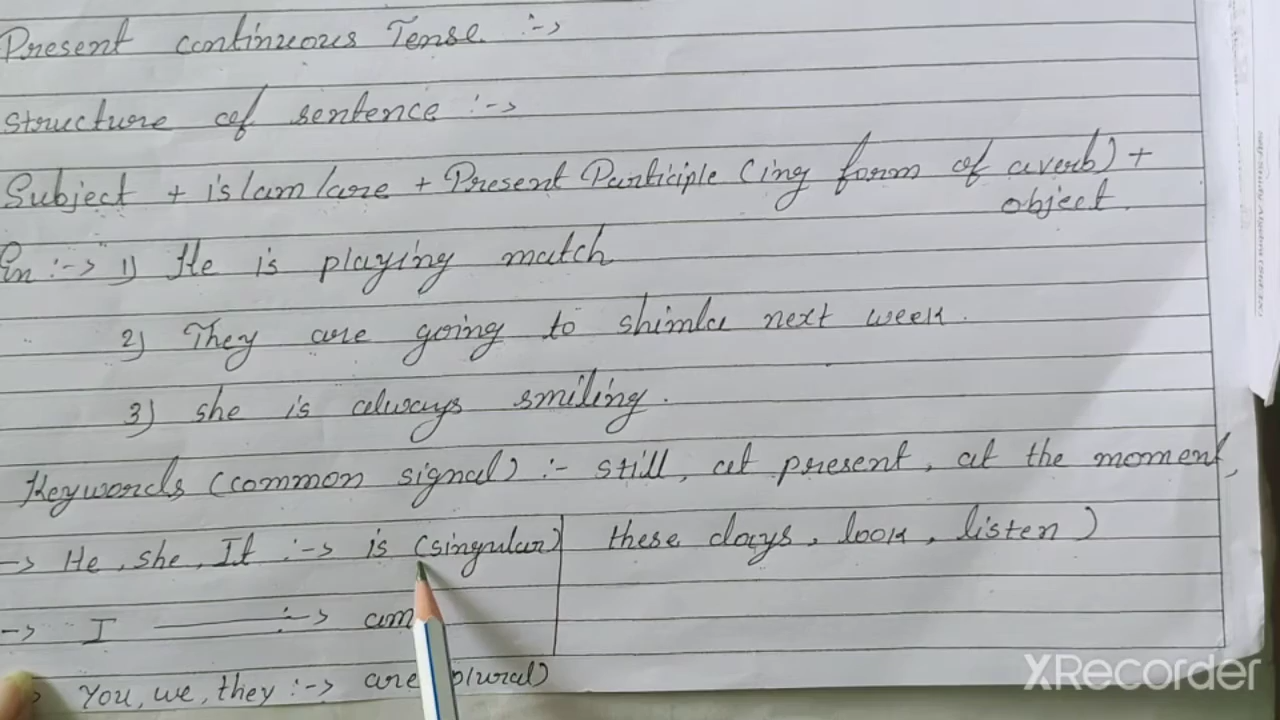 Present continuous Tense :->
structure of sentence :->
Subject + is/am/are + Present Participle (ing form of a verb) +
object.
En :-> 1) He is playing match
2) They are going to shimla next week.
3) she is always smiling.
Keywords (common signal) :- still, at present, at the moment,
these days, look, listen)
-> He, she, It :-> is (singular)
-> I —— :-> am
You, we, they :-> are plural)
XRecorder